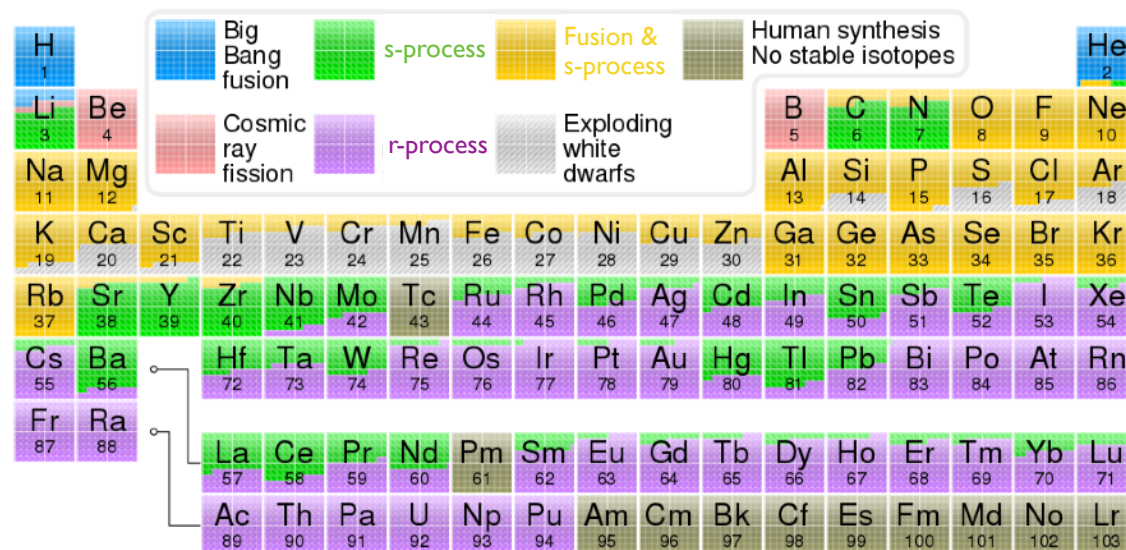 Big
Bang
fusion
s-process
Fusion &
s-process
Human synthesis
No stable isotopes
Cosmic
ray
fission
r-process
Exploding
white
dwarfs
H He
1 2
Li Be B C N O F Ne
3 4 5 6 7 8 9 10
Na Mg Al Si P S Cl Ar
11 12 13 14 15 16 17 18
K Ca Sc Ti V Cr Mn Fe Co Ni Cu Zn Ga Ge As Se Br Kr
19 20 21 22 23 24 25 26 27 28 29 30 31 32 33 34 35 36
Rb Sr Y Zr Nb Mo Tc Ru Rh Pd Ag Cd In Sn Sb Te I Xe
37 38 39 40 41 42 43 44 45 46 47 48 49 50 51 52 53 54
Cs Ba Hf Ta W Re Os Ir Pt Au Hg Tl Pb Bi Po At Rn
55 56 72 73 74 75 76 77 78 79 80 81 82 83 84 85 86
Fr Ra
87 88
La Ce Pr Nd Pm Sm Eu Gd Tb Dy Ho Er Tm Yb Lu
57 58 59 60 61 62 63 64 65 66 67 68 69 70 71
Ac Th Pa U Np Pu Am Cm Bk Cf Es Fm Md No Lr
89 90 91 92 93 94 95 96 97 98 99 100 101 102 103